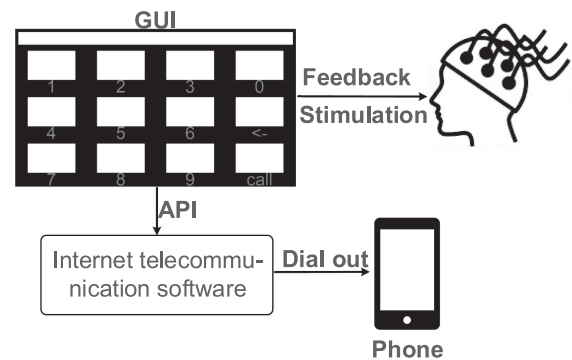 GUI
1 2 3 0
4 5 6 <-
7 8 9 call
Feedback
Stimulation
API
Internet telecommu-
nication software
Dial out
Phone